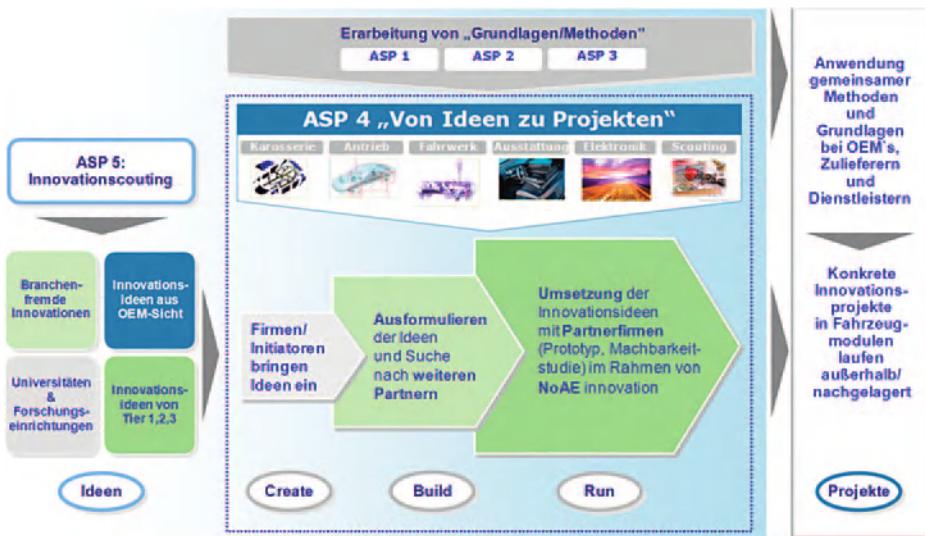 Erarbeitung von „Grundlagen/Methoden“
ASP 1
ASP 2
ASP 3
ASP 4 „Von Ideen zu Projekten“
Karosserie
Antrieb
Fahrwerk
Ausstattung
Elektronik
Scouting
ASP 5:
Innovationscouting
Branchen-
fremde
Innovationen
Innovations-
ideen aus
OEM-Sicht
Universitäten
&
Forschungs-
einrichtungen
Innovations-
ideen von
Tier 1,2,3
Firmen/
Initiatoren
bringen
Ideen ein
Ausformulieren
der Ideen
und Suche
nach weiteren
Partnern
Umsetzung der
Innovationsideen
mit Partnerfirmen
(Prototyp, Machbarkeit-
studie) im Rahmen von
NoAE innovation
Anwendung
gemeinsamer
Methoden
und
Grundlagen
bei OEM`s,
Zulieferern
und
Dienstleistern
Konkrete
Innovations-
projekte
in Fahrzeug-
modulen
laufen
außerhalb/
nachgelagert
Ideen
Create
Build
Run
Projekte